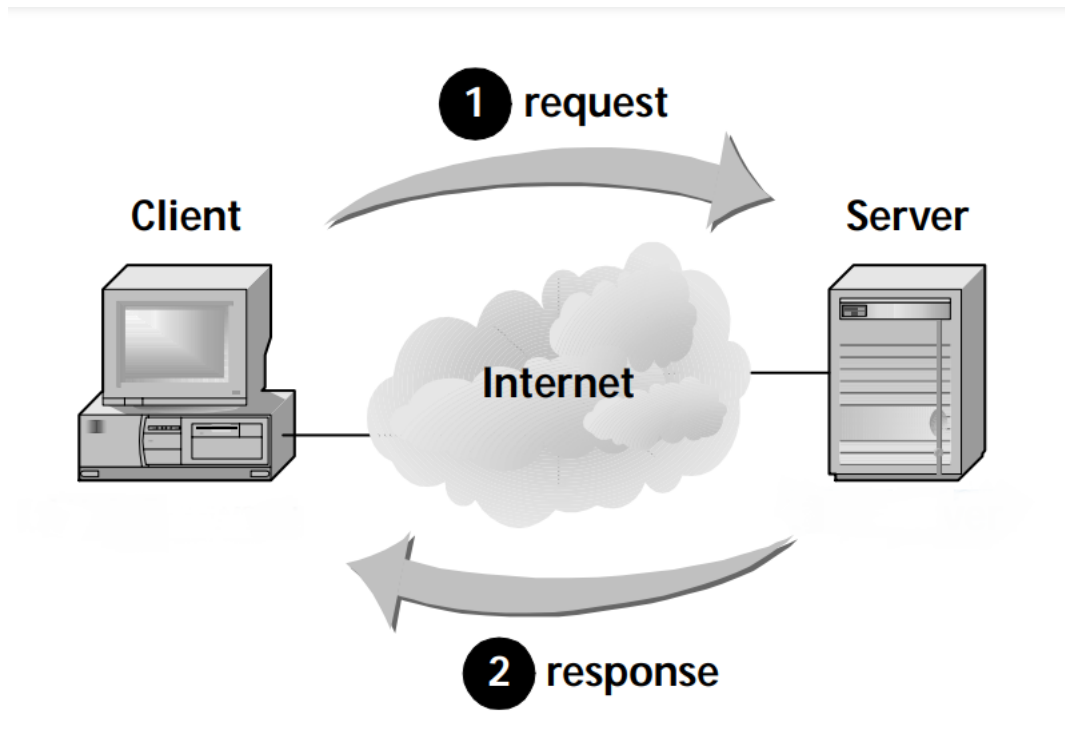 1 request
Client
Server
Internet
2 response